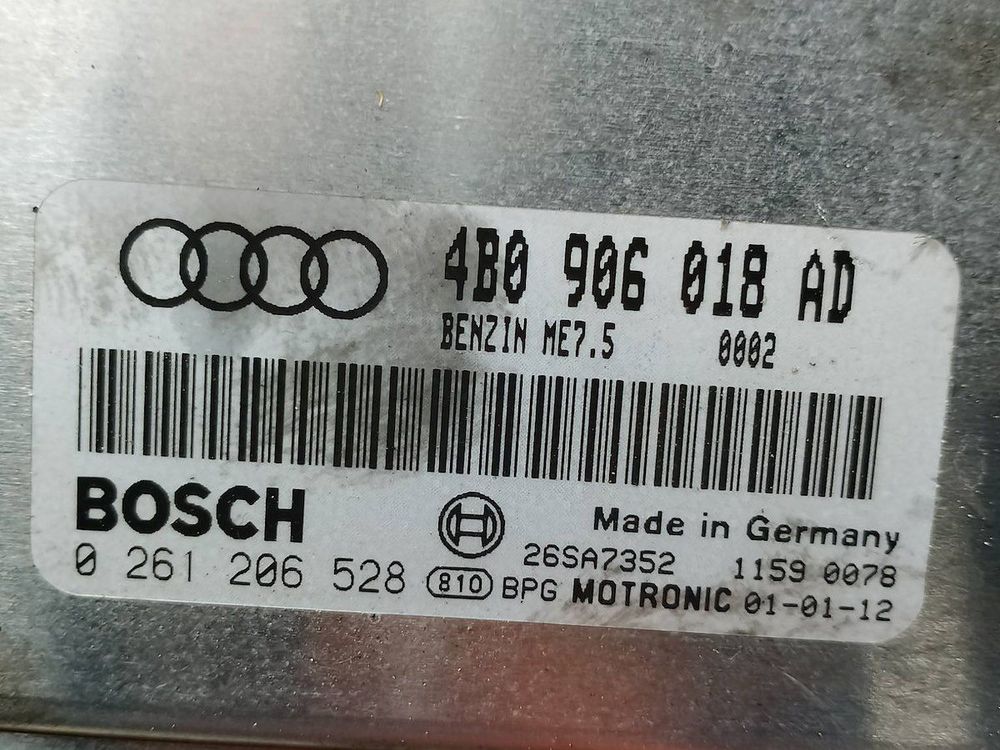 4B0 906 018 AD
BENZIN ME7.5 0002
BOSCH
Made in Germany
26SA7352 1159 0078
0 261 206 528 810 BPG MOTRONIC 01-01-12